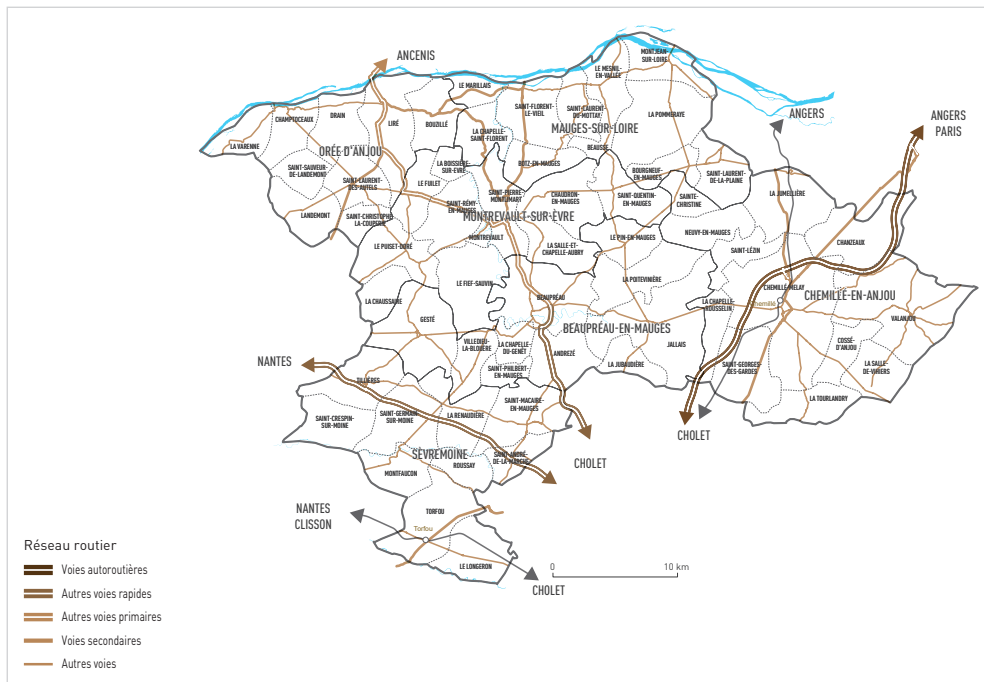 ANCENIS
MONTJEAN-
SUR-LOIRE
LE MESNIL-
EN-VALLÉE
LE MARILLAIS
SAINT-FLORENT
LE-VIEIL
SAINT-LAURENT
DU-MOTTAY
LA POMMERAYE
ANGERS
ANGERS
PARIS
CHAMPTOCEAUX
DRAIN
LIRÉ
BOUZILLÉ
LA CHAPELLE-
SAINT-FLORENT
MAUGES-SUR-LOIRE
BEAUSSE
LA VARENNE
ORÉE D'ANJOU
SAINT-SAUVEUR-
DE-LANDEMONT
LA BOISSIÈRE-
SUR-EVRE
BOTZ-EN-MAUGES
BOURGNEUF-
EN-MAUGES
SAINT-LAURENT-
DE-LA-PLAINE
SAINT-LAURENT-
DES-AUTELS
LE FUILET
SAINT-PIERRE-
MONTLIMART
CHAUDRON-
EN-MAUGES
SAINT-QUENTIN-
EN-MAUGES
SAINTE-
CHRISTINE
LA JUMELLIÈRE
LANDEMONT
SAINT-CHRISTOPHE-
LA-COUPERIE
SAINT-RÉMY-
EN-MAUGES
MONTREVAULT-SUR-ÈVRE
MONTREVAULT
LE PIN-EN-MAUGES
NEUVY-EN-MAUGES
SAINT-LÉZIN
CHANZEAUX
LE PUISET-DORÉ
LA SALLE-ET-
CHAPELLE-AUBRY
LA POITEVINIÈRE
LE FIEF-SAUVIN
CHEMILLÉ-MELAY
CHEMILLÉ-EN-ANJOU
LA CHAUSSAIRE
BEAUPRÉAU
LA CHAPELLE-
ROUSSELIN
Chemillé
VALANJOU
GESTÉ
BEAUPRÉAU-EN-MAUGES
VILLEDIEU-
LA-BLOUÈRE
LA CHAPELLE-
DU-GENÊT
ANDREZÉ
JALLAIS
COSSÉ-
D'ANJOU
NANTES
SAINT-PHILBERT-
EN-MAUGES
LA JUBAUDIÈRE
SAINT-GEORGES-
DES-GARDES
LA SALLE-
DE-VIHIERS
TILLIÈRES
LA TOURLANDRY
SAINT-CRESPIN-
SUR-MOINE
SAINT-GERMAIN-
SUR-MOINE
LA RENAUDIÈRE
SAINT-MACAIRE-
EN-MAUGES
CHOLET
SÈVREMOINE
SAINT-ANDRÉ-
DE-LA-MARCHE
CHOLET
MONTFAUCON
ROUSSAY
NANTES
CLISSON
TORFOU
Torfou
LE LONGERON
CHOLET
0
10 km
Réseau routier
Voies autoroutières
Autres voies rapides
Autres voies primaires
Voies secondaires
Autres voies